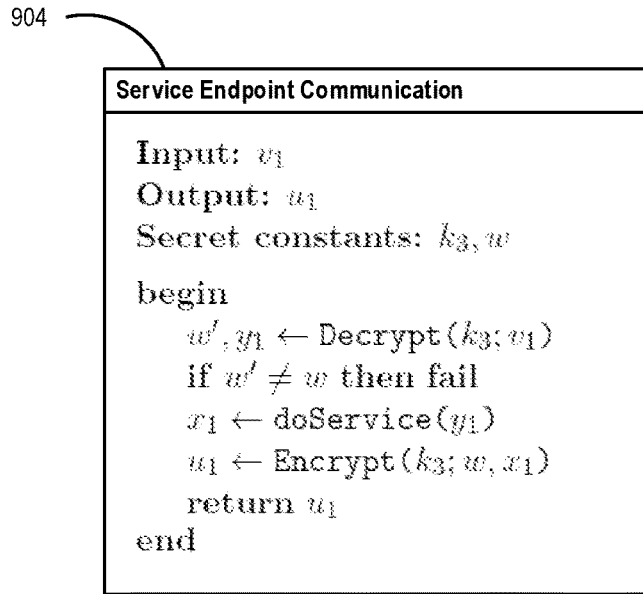 904
Service Endpoint Communication
Input: v₁
Output: u₁
Secret constants: k₃, w
begin
w′, y₁ ← Decrypt(k₃; v₁)
if w′ ≠ w then fail
x₁ ← doService(y₁)
u₁ ← Encrypt(k₃; w, x₁)
return u₁
end